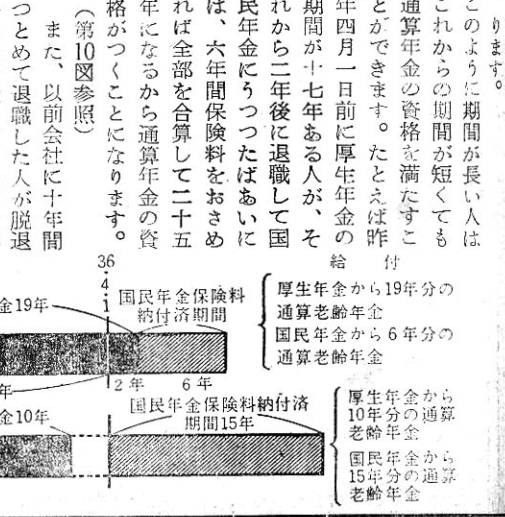 ります。
このように期間が長い人は
これからの期間が短くても
通算年金の資格を満たすこ
とができます。たとえば昨
年四月一日前に厚生年金の
期間が十七年ある人が、そ
れから二年後に退職して国
民年金にうつつたばあいに
は、六年間保険料をおさめ
れば全部を合算して二十五
年になるから通算年金の資
格がつくことになります。
（第10図参照）
また、以前会社に十年間
つとめて退職した人が脱退
給付
36・4・1
金19年
国民年金保険料
納付済期間
厚生年金から19年分の
通算老齢年金
国民年金から6年分の
通算老齢年金
年
2年
6年
金10年
国民年金保険料納付済
期間15年
厚生年金から
10年分の通算
老齢年金
国民年金から
15年分の通算
老齢年金